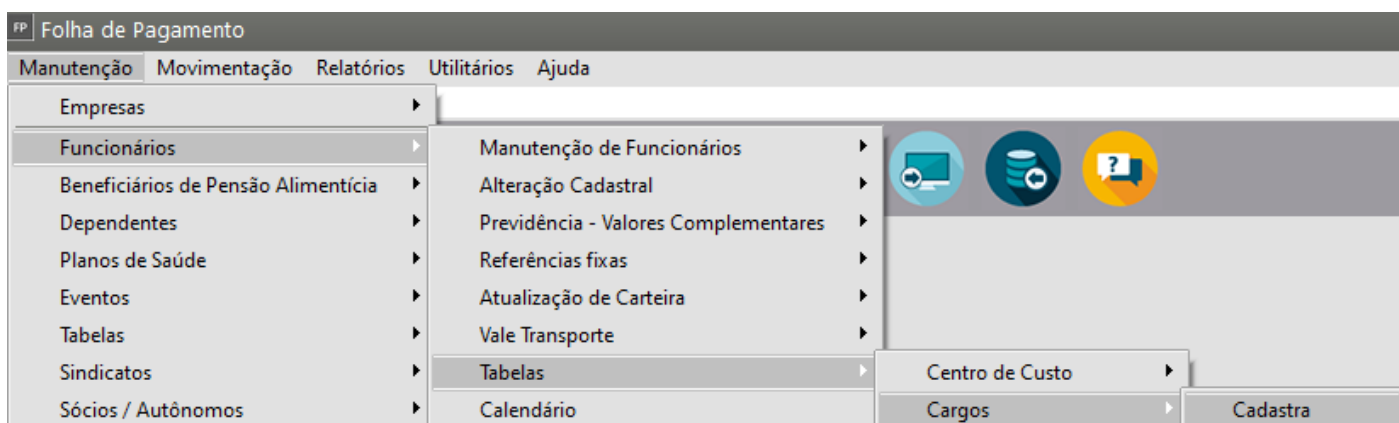 FP Folha de Pagamento
Manutenção Movimentação Relatórios Utilitários Ajuda
Empresas
Funcionários
Beneficiários de Pensão Alimentícia
Dependentes
Planos de Saúde
Eventos
Tabelas
Sindicatos
Sócios / Autônomos
Manutenção de Funcionários
Alteração Cadastral
Previdência - Valores Complementares
Referências fixas
Atualização de Carteira
Vale Transporte
Tabelas
Calendário
Centro de Custo
Cargos
Cadastra
?